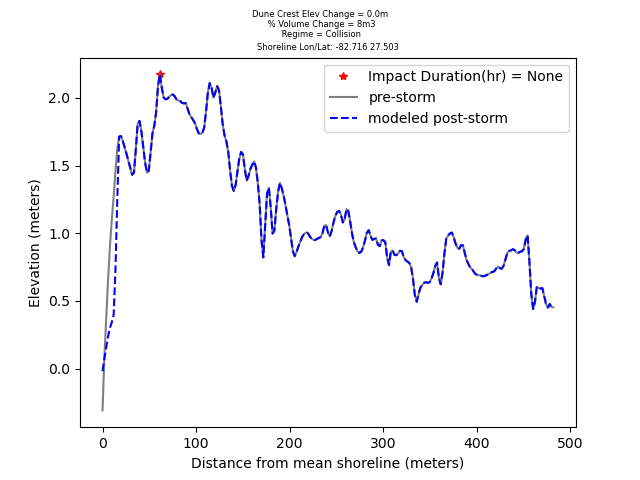 Dune Crest Elev Change = 0.0m
% Volume Change = 8m3
Regime = Collision
Shoreline Lon/Lat: -82.716 27.503
Impact Duration(hr) = None
pre-storm
modeled post-storm
2.0
1.5
1.0
0.5
0.0
Elevation (meters)
0 100 200 300 400 500
Distance from mean shoreline (meters)